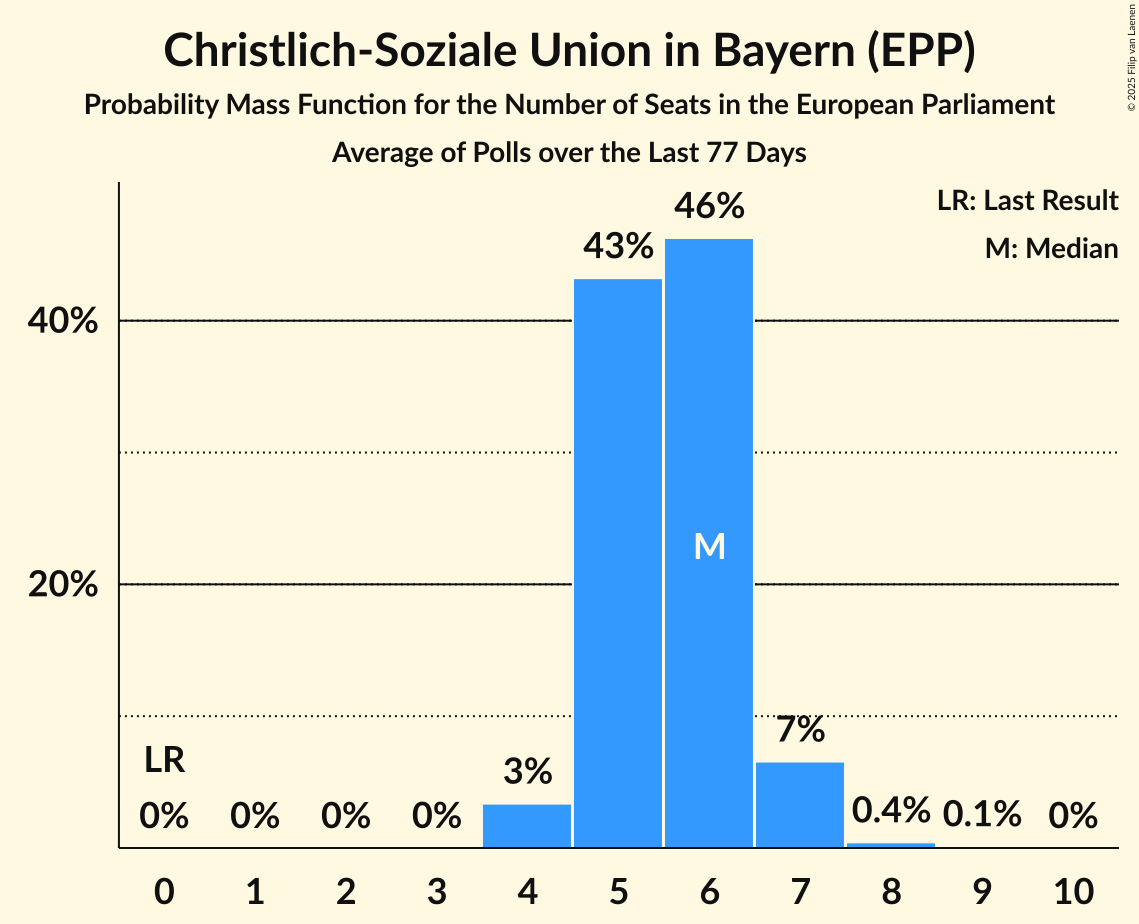 © 2025 Filip van Laenen
Christlich-Soziale Union in Bayern (EPP)
Probability Mass Function for the Number of Seats in the European Parliament
Average of Polls over the Last 77 Days
LR: Last Result
M: Median
46%
43%
40%
M
20%
7%
LR
3%
0% 0% 0% 0% 0.4% 0.1% 0%
0 1 2 3 4 5 6 7 8 9 10